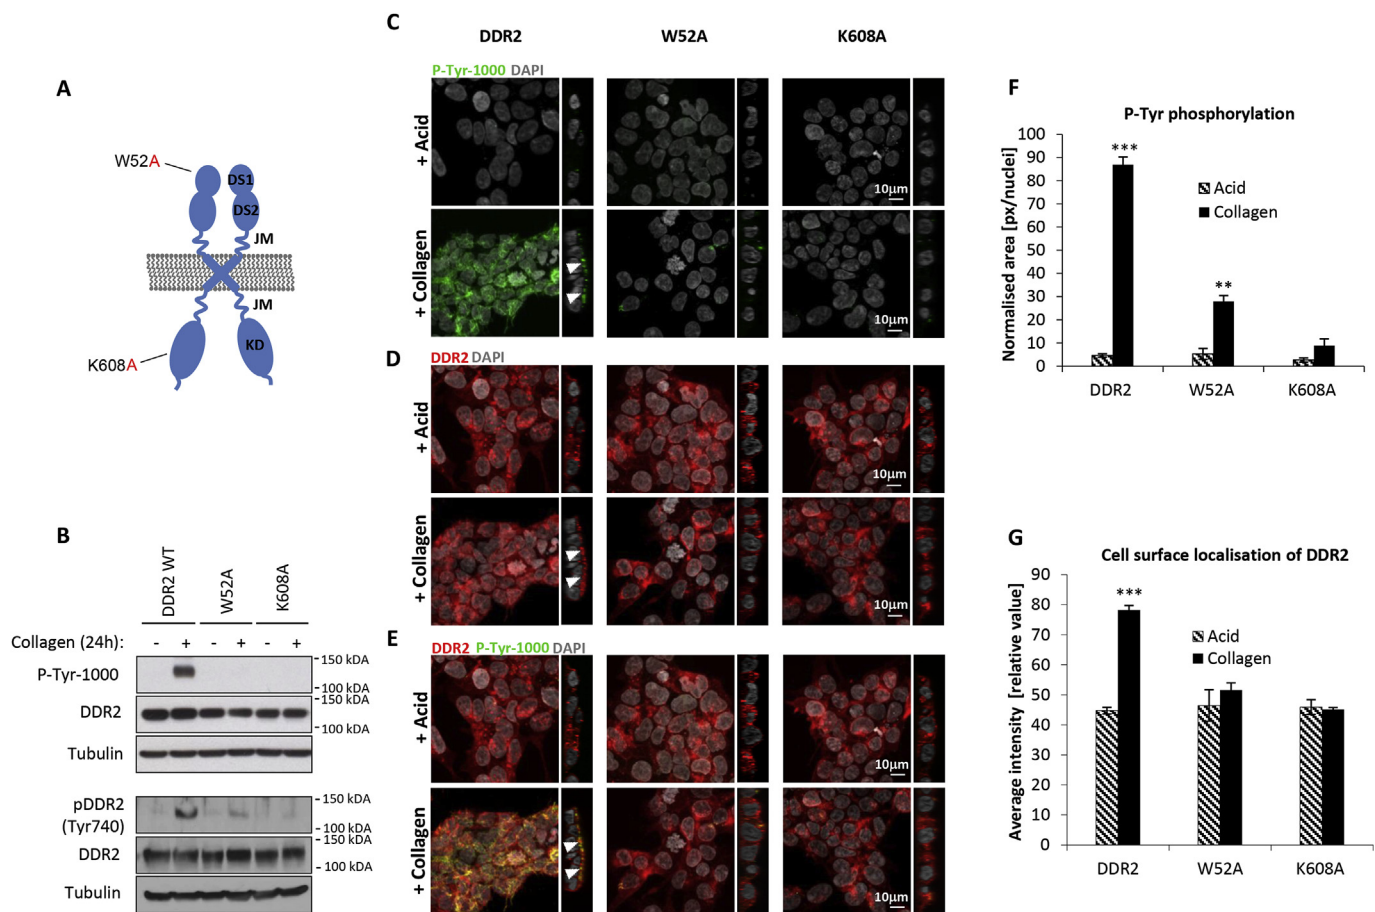 A
W52A
DS1
DS2
JM
JM
K608A
KD
B
DDR2 WT
W52A
K608A
Collagen (24h): - + - + - +
P-Tyr-1000
- 150 kDA
- 100 kDA
DDR2
- 150 kDA
- 100 kDA
Tubulin
pDDR2
(Tyr740)
- 150 kDA
- 100 kDA
DDR2
- 150 kDA
- 100 kDA
Tubulin
C
DDR2 W52A K608A
P-Tyr-1000 DAPI
+ Acid
10μm
+ Collagen
10μm
D
DDR2 DAPI
+ Acid
10μm
+ Collagen
10μm
E
DDR2 P-Tyr-1000 DAPI
+ Acid
10μm
+ Collagen
10μm
F
P-Tyr phosphorylation
Normalised area [px/nuclei]
100
90
80
70
60
50
40
30
20
10
0
***
**
Acid
Collagen
DDR2 W52A K608A
G
Cell surface localisation of DDR2
Average intensity [relative value]
90
80
70
60
50
40
30
20
10
0
***
Acid
Collagen
DDR2 W52A K608A